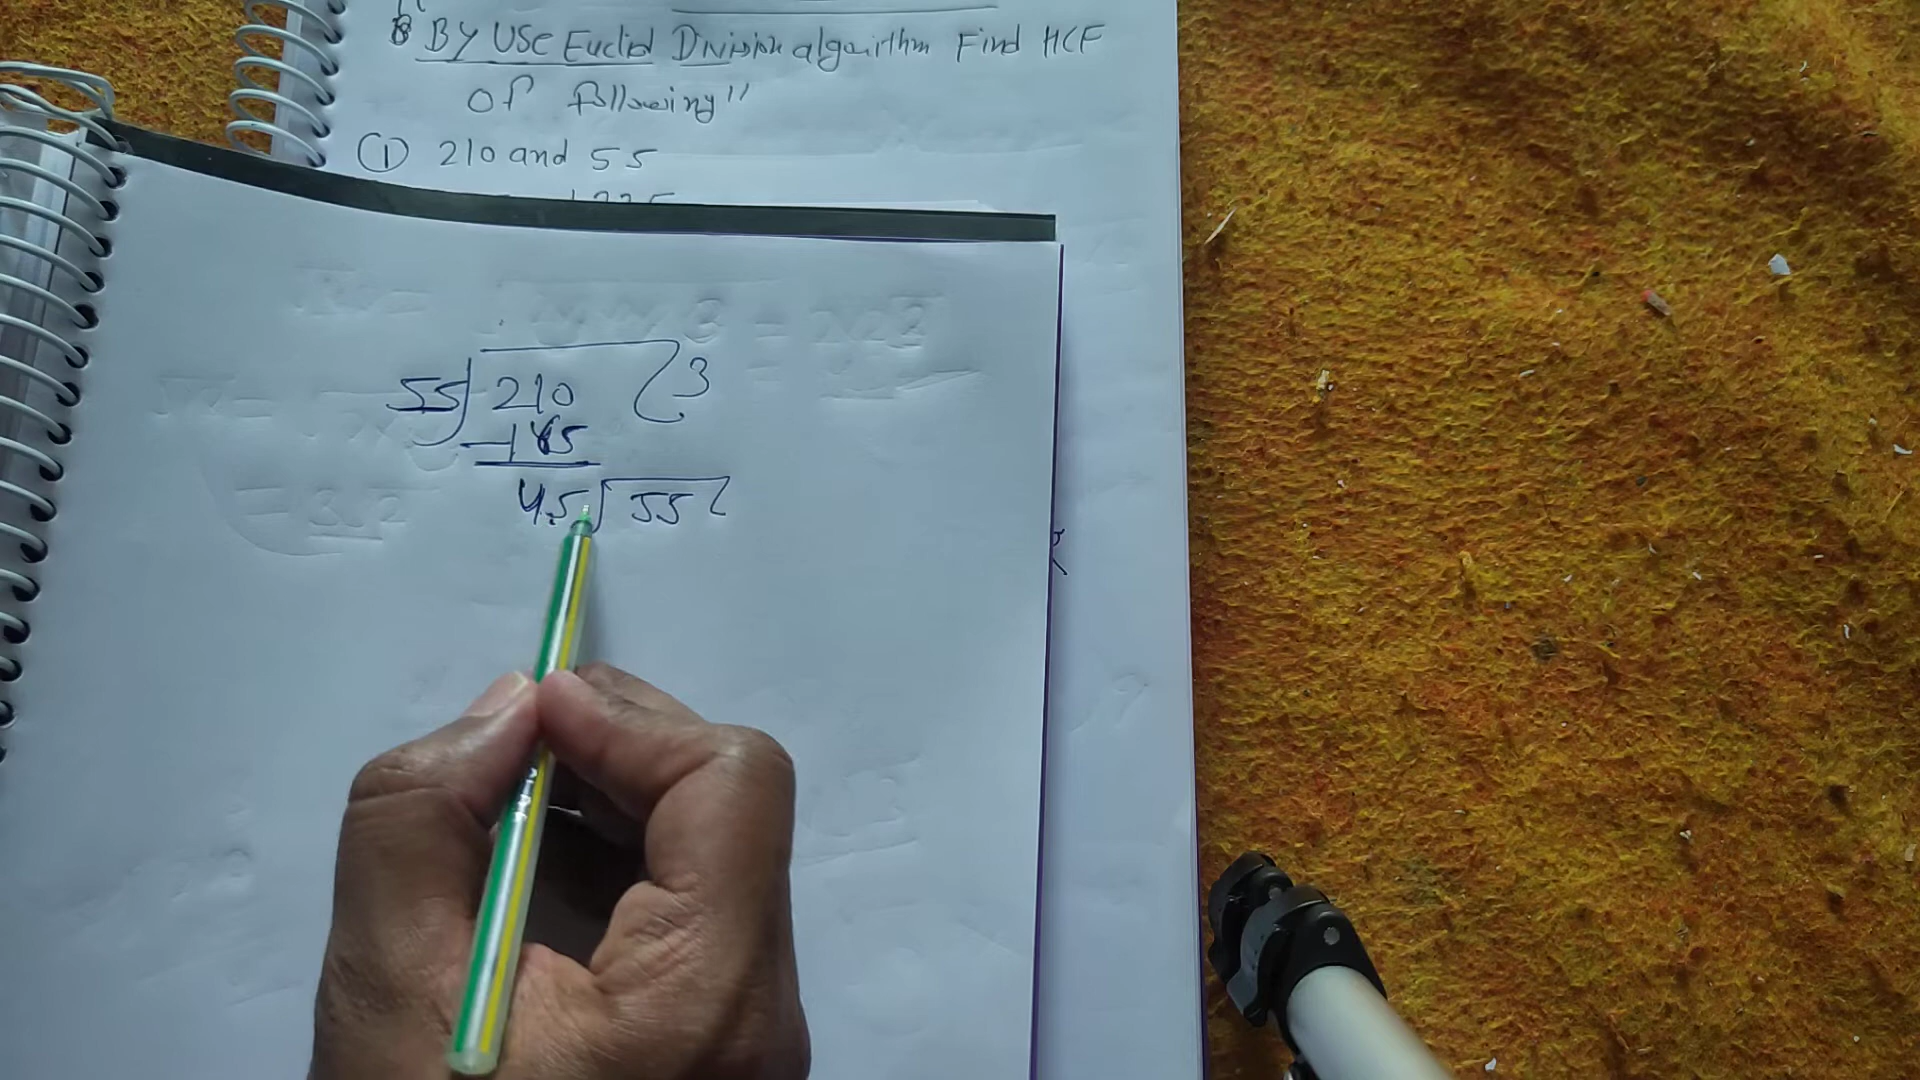 By USe Euclid Division algorithm Find HCF
Of following"
① 210 and 55
55 210 3
-165
45 55